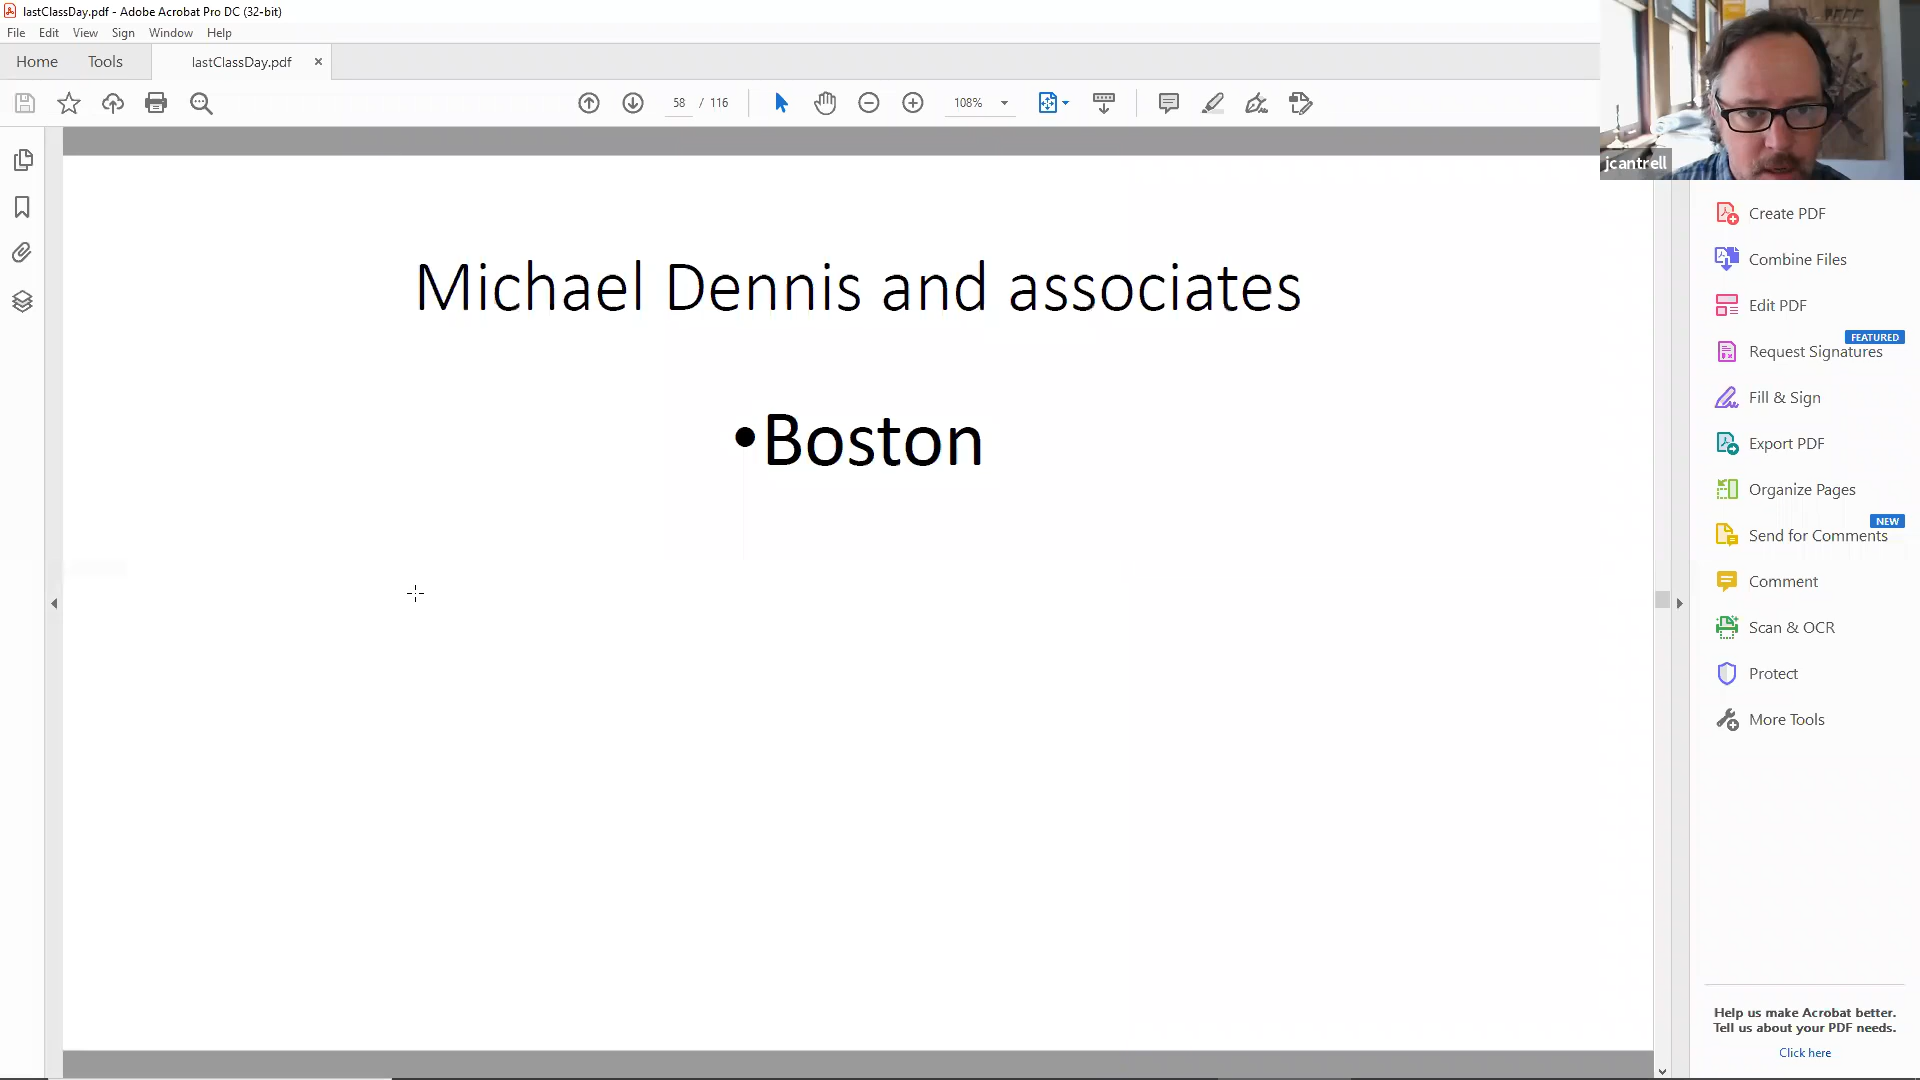 lastClassDay.pdf - Adobe Acrobat Pro DC (32-bit)
File Edit View Sign Window Help
Home Tools lastClassDay.pdf
58 / 116 108%
jcantrell
Michael Dennis and associates
•Boston
Create PDF
Combine Files
Edit PDF
FEATURED
Request Signatures
Fill & Sign
Export PDF
Organize Pages
NEW
Send for Comments
Comment
Scan & OCR
Protect
More Tools
Help us make Acrobat better.
Tell us about your PDF needs.
Click here